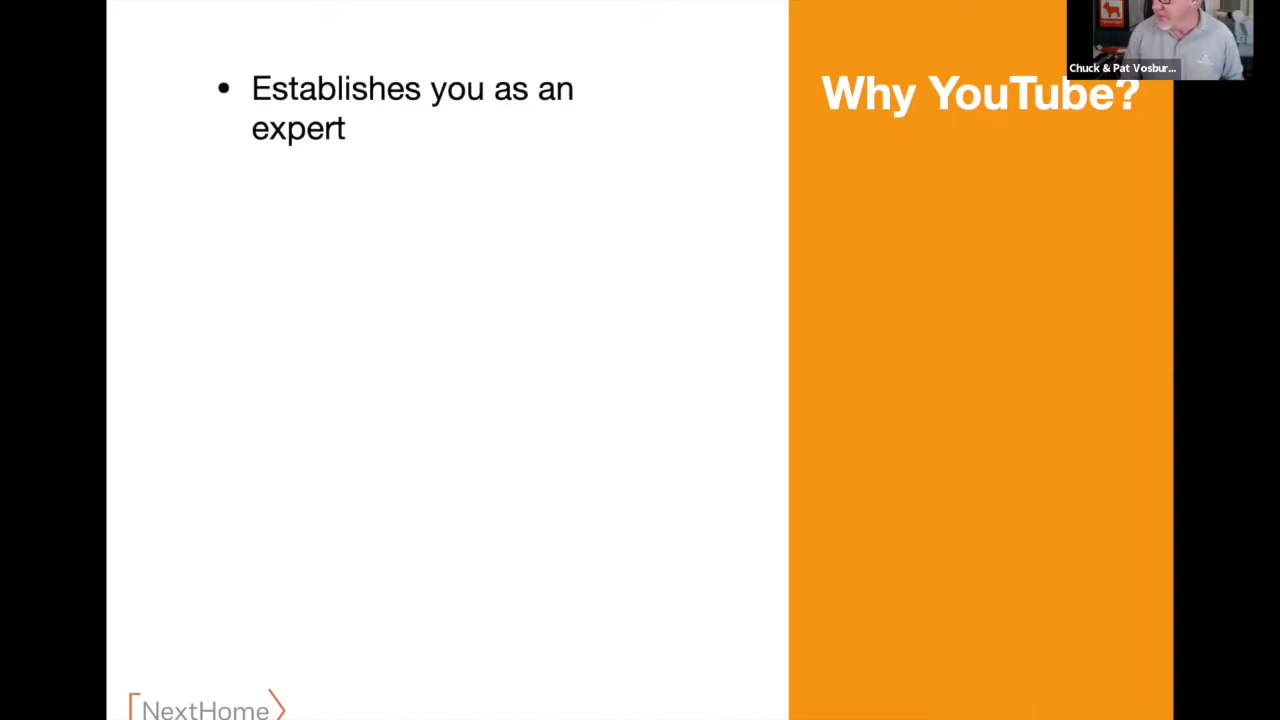 • Establishes you as an
expert
Why YouTube?
Chuck & Pat Vosbur...
NextHome